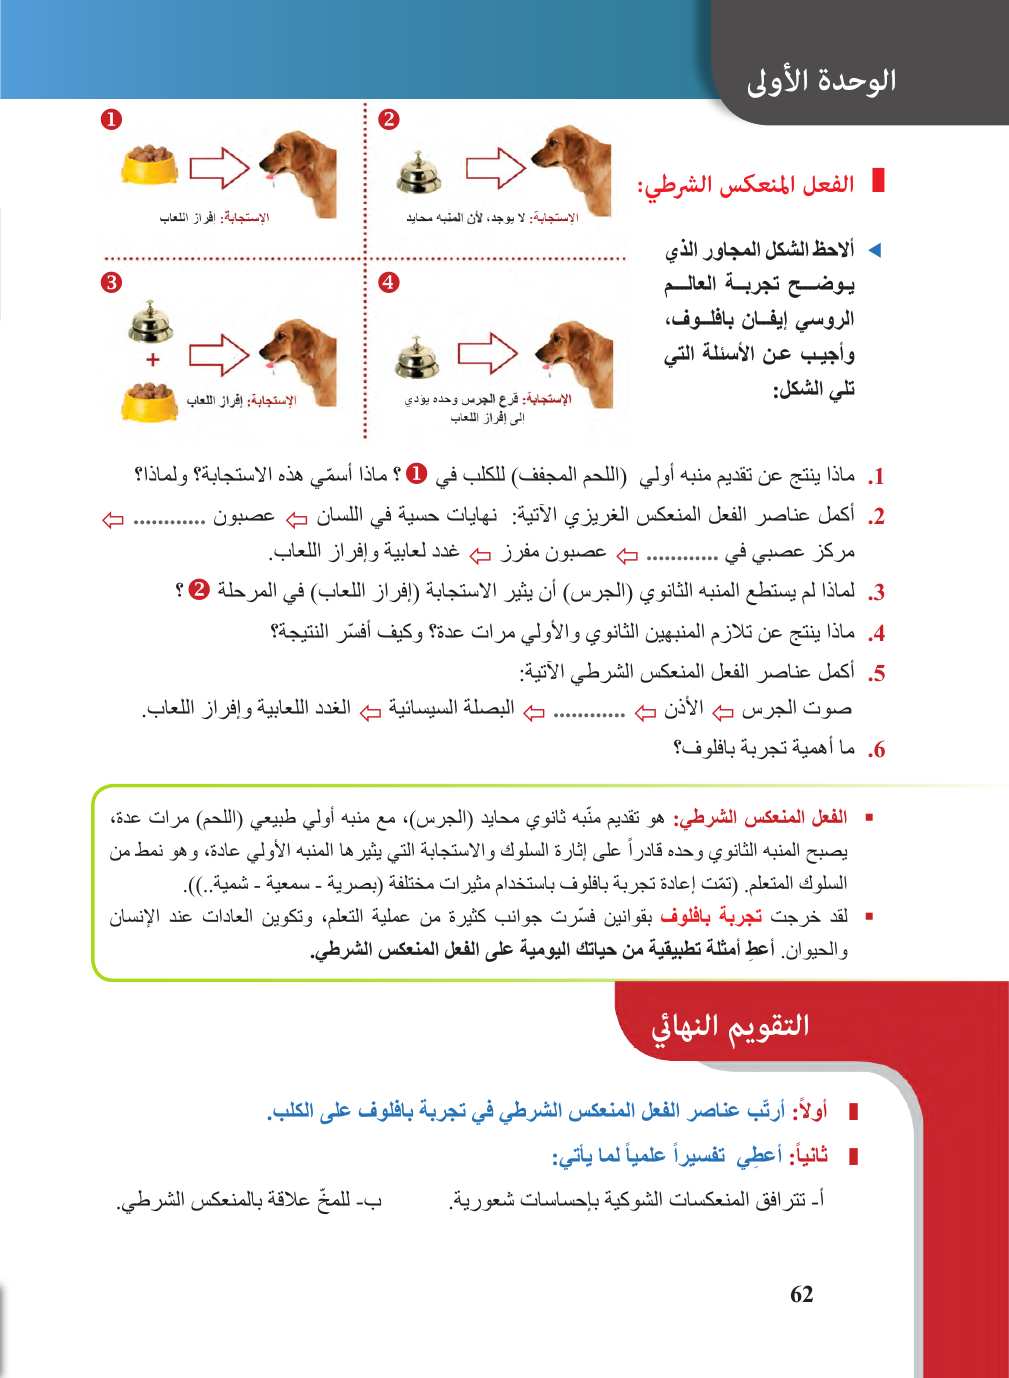 الوحدة الأولى
الفعل المنعكس الشرطي:
ألاحظ الشكل المجاور الذي
يوضح تجربة العالم
الروسي إيفان بافلوف،
وأجيب عن الأسئلة التي
تلي الشكل:
1
الإستجابة: إفراز اللعاب
2
الإستجابة: لا يوجد، لأن المنبه محايد
3
+
الإستجابة: إفراز اللعاب
4
الإستجابة: قرع الجرس وحده يؤدي
الى إفراز اللعاب
1. ماذا ينتج عن تقديم منبه أولي (اللحم المجفف) للكلب في 1 ؟ ماذا أسمّي هذه الاستجابة؟ ولماذا؟
2. أكمل عناصر الفعل المنعكس الغريزي الآتية: نهايات حسية في اللسان ⇦ عصبون ............ ⇦
مركز عصبي في ............ ⇦ عصبون مفرز ⇦ غدد لعابية وإفراز اللعاب.
3. لماذا لم يستطع المنبه الثانوي (الجرس) أن يثير الاستجابة (إفراز اللعاب) في المرحلة 2 ؟
4. ماذا ينتج عن تلازم المنبهين الثانوي والأولي مرات عدة؟ وكيف أفسّر النتيجة؟
5. أكمل عناصر الفعل المنعكس الشرطي الآتية:
صوت الجرس ⇦ الأذن ⇦ ............ ⇦ البصلة السيسائية ⇦ الغدد اللعابية وإفراز اللعاب.
6. ما أهمية تجربة بافلوف؟
▪ الفعل المنعكس الشرطي: هو تقديم منّبه ثانوي محايد (الجرس)، مع منبه أولي طبيعي (اللحم) مرات عدة،
يصبح المنبه الثانوي وحده قادراً على إثارة السلوك والاستجابة التي يثيرها المنبه الأولي عادة، وهو نمط من
السلوك المتعلم. (تمّت إعادة تجربة بافلوف باستخدام مثيرات مختلفة (بصرية - سمعية - شمية..)).
▪ لقد خرجت تجربة بافلوف بقوانين فسّرت جوانب كثيرة من عملية التعلم، وتكوين العادات عند الإنسان
والحيوان. أعطِ أمثلة تطبيقية من حياتك اليومية على الفعل المنعكس الشرطي.
التقويم النهائي
أولاً: أرتّب عناصر الفعل المنعكس الشرطي في تجربة بافلوف على الكلب.
ثانياً: أعطِي تفسيراً علمياً لما يأتي:
أ- تترافق المنعكسات الشوكية بإحساسات شعورية. ب- للمخّ علاقة بالمنعكس الشرطي.
62